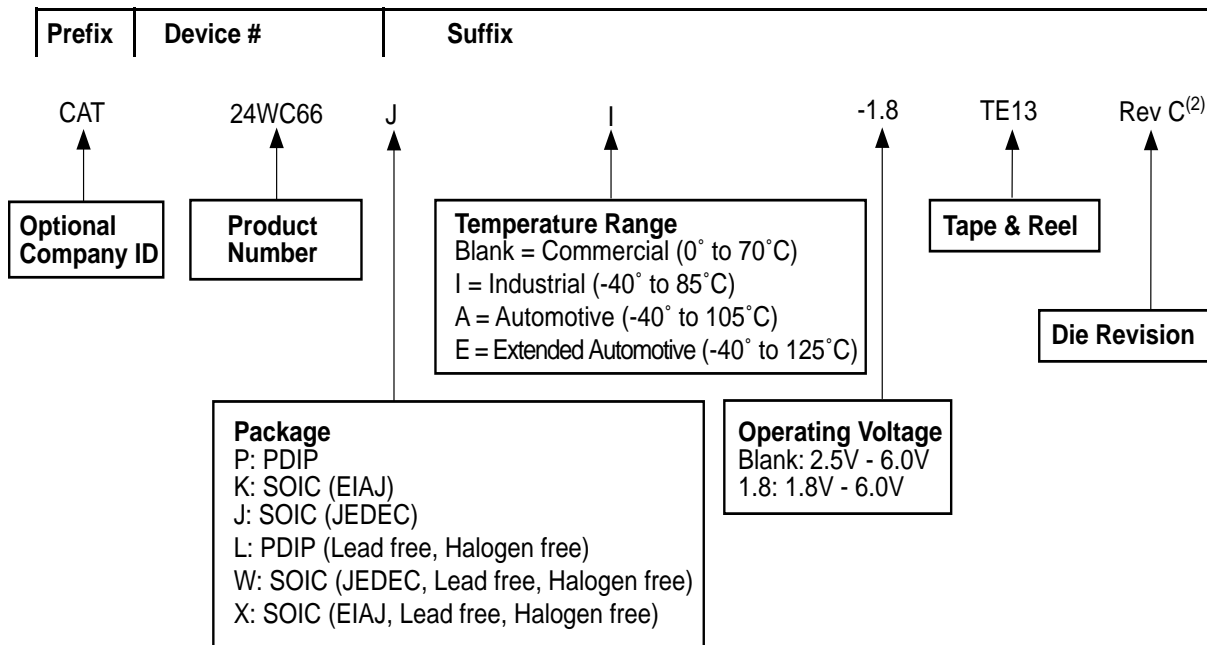 Prefix Device # Suffix
CAT 24WC66 J I -1.8 TE13 Rev C(2)
Optional
Company ID
Product
Number
Temperature Range
Blank = Commercial (0˚ to 70˚C)
I = Industrial (-40˚ to 85˚C)
A = Automotive (-40˚ to 105˚C)
E = Extended Automotive (-40˚ to 125˚C)
Tape & Reel
Die Revision
Package
P: PDIP
K: SOIC (EIAJ)
J: SOIC (JEDEC)
L: PDIP (Lead free, Halogen free)
W: SOIC (JEDEC, Lead free, Halogen free)
X: SOIC (EIAJ, Lead free, Halogen free)
Operating Voltage
Blank: 2.5V - 6.0V
1.8: 1.8V - 6.0V